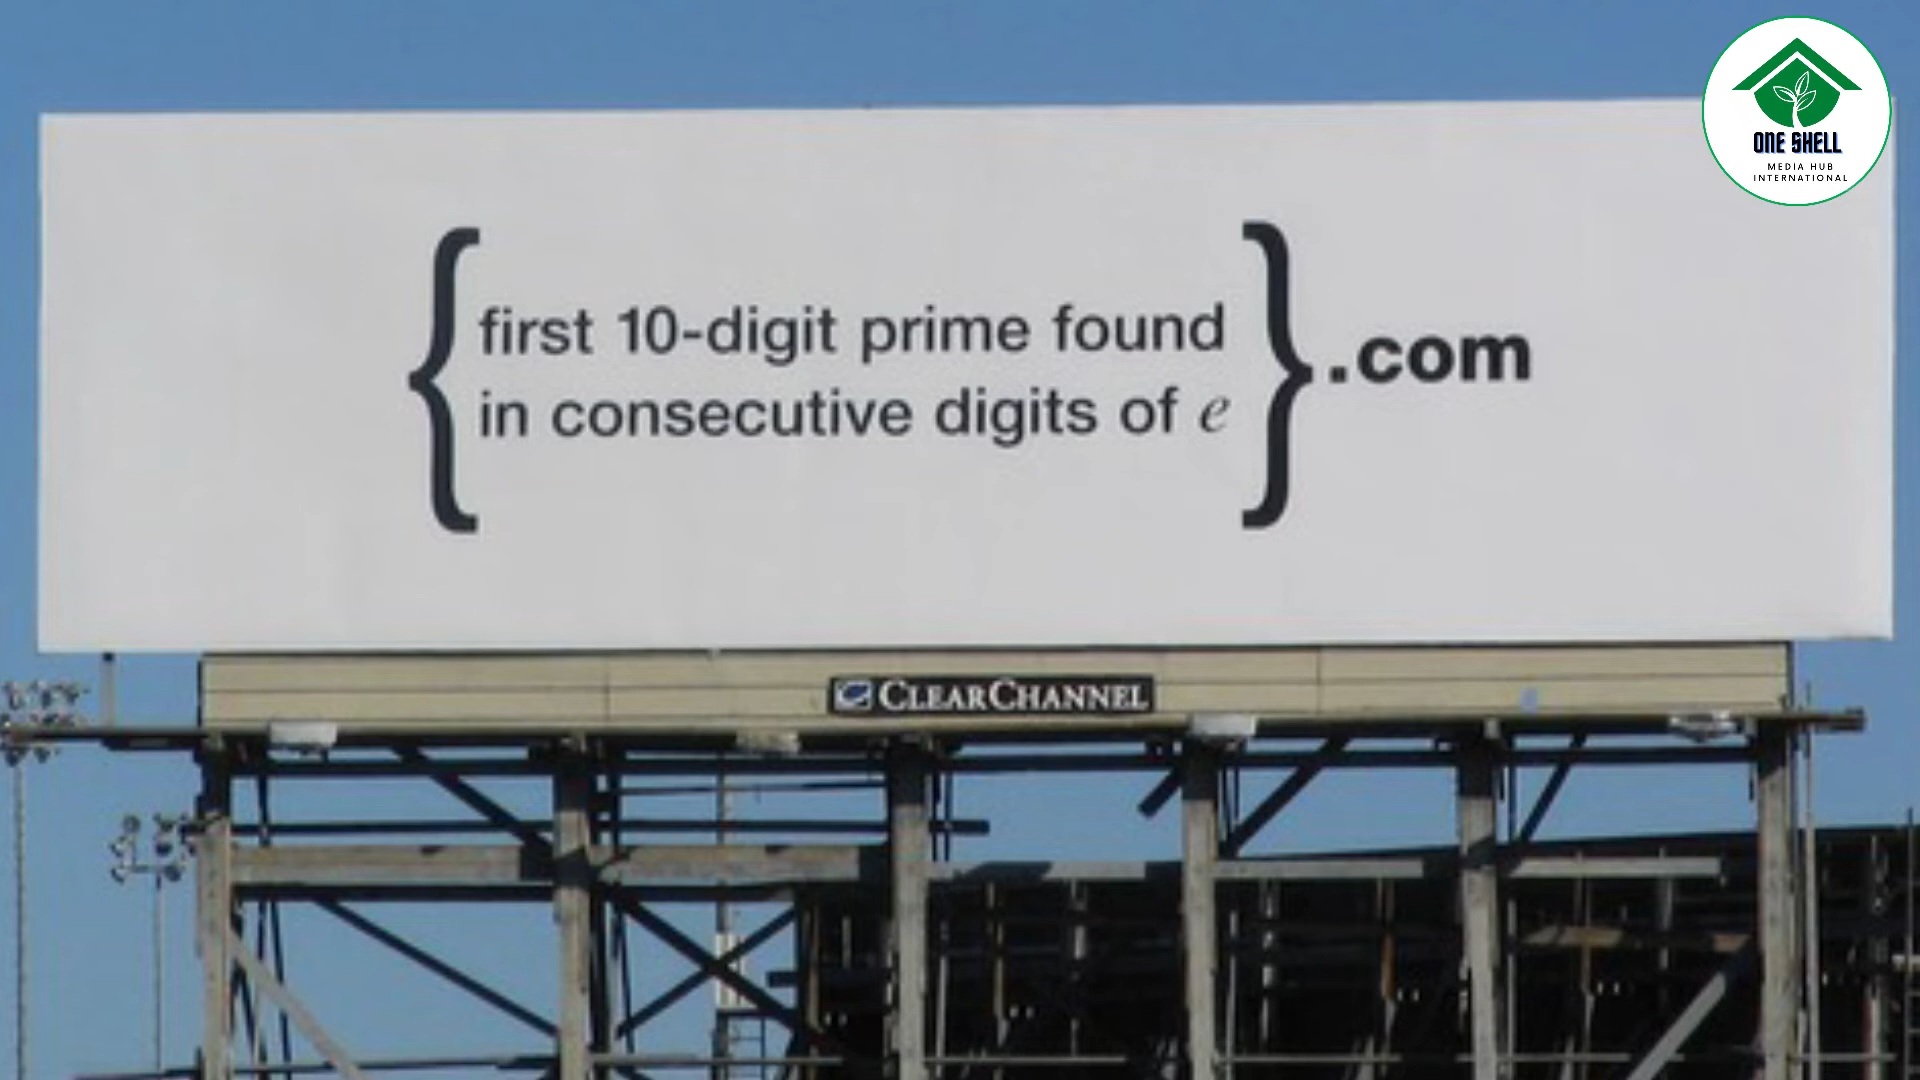 ONE SHELL
MEDIA HUB
INTERNATIONAL
{first 10-digit prime found
in consecutive digits of e}.com
CLEARCHANNEL